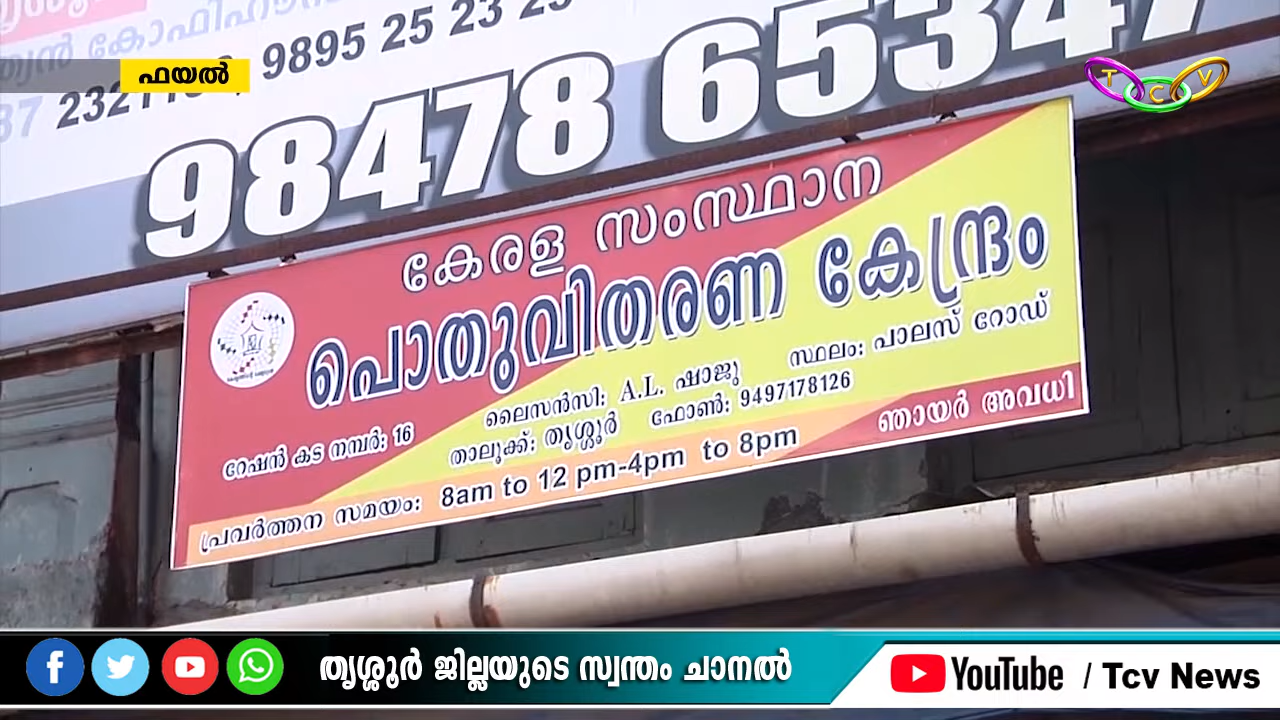 ത്യൻ കോഫിഹൗസ്
9895 25 23 23
ഫയൽ
98478 65347
T C V
കേരള സംസ്ഥാന
പൊതുവിതരണ കേന്ദ്രം
റേഷൻ കട നമ്പർ: 16
ലൈസൻസി: A.L. ഷാജു
സ്ഥലം: പാലസ് റോഡ്
താലൂക്ക്: തൃശ്ശൂർ
ഫോൺ: 9497178126
ഞായർ അവധി
പ്രവർത്തന സമയം: 8am to 12 pm-4pm to 8pm
തൃശ്ശൂർ ജില്ലയുടെ സ്വന്തം ചാനൽ
YouTube / Tcv News